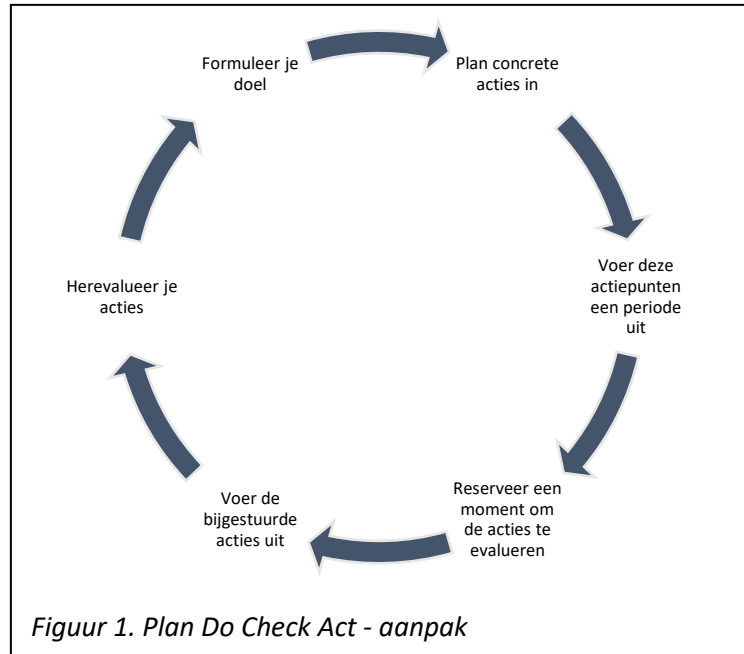 Formuleer je
doel
Plan concrete
acties in
Voer deze
actiepunten
een periode
uit
Reserveer een
moment om
de acties te
evalueren
Voer de
bijgestuurde
acties uit
Herevalueer je
acties
Figuur 1. Plan Do Check Act - aanpak